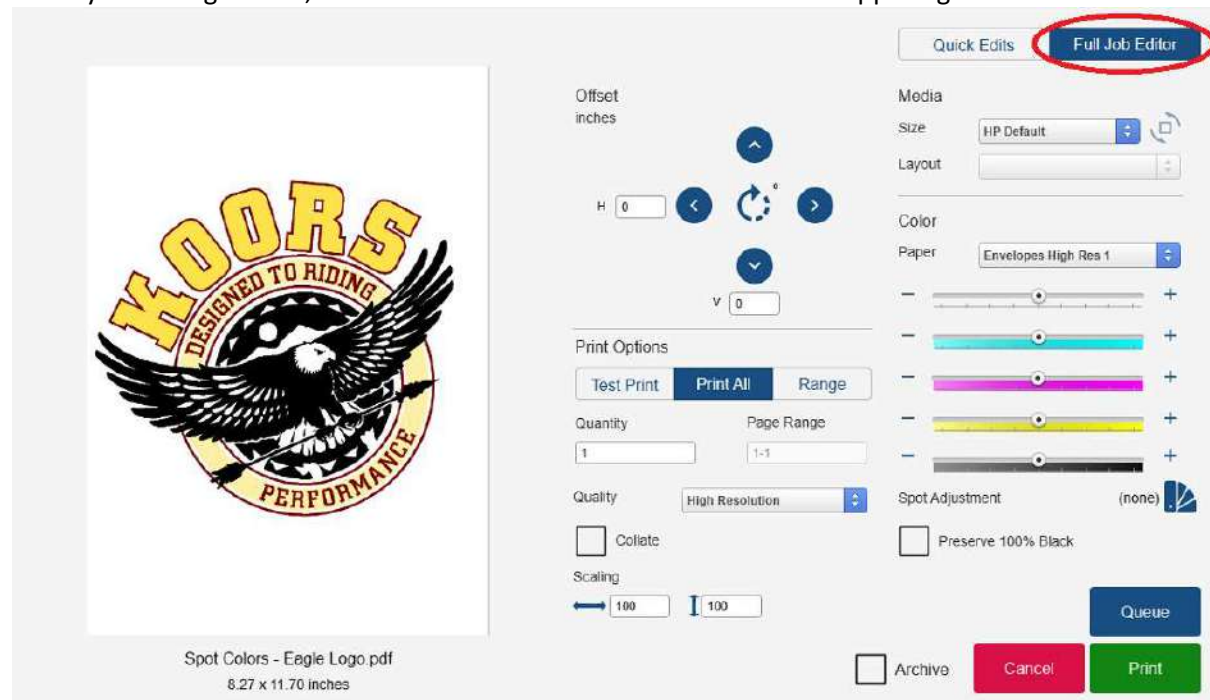 Quick Edits
Full Job Editor
KOORS
DESIGNED TO RIDING
PERFORMANCE
Spot Colors - Eagle Logo.pdf
8.27 x 11.70 inches
Offset
inches
H 0
V 0
Print Options
Test Print Print All Range
Quantity Page Range
1 1-1
Quality High Resolution
Collate
Scaling
100 100
Media
Size HP Default
Layout
Color
Paper Envelopes High Res 1
- +
- +
- +
- +
- +
Spot Adjustment (none)
Preserve 100% Black
Queue
Archive Cancel Print